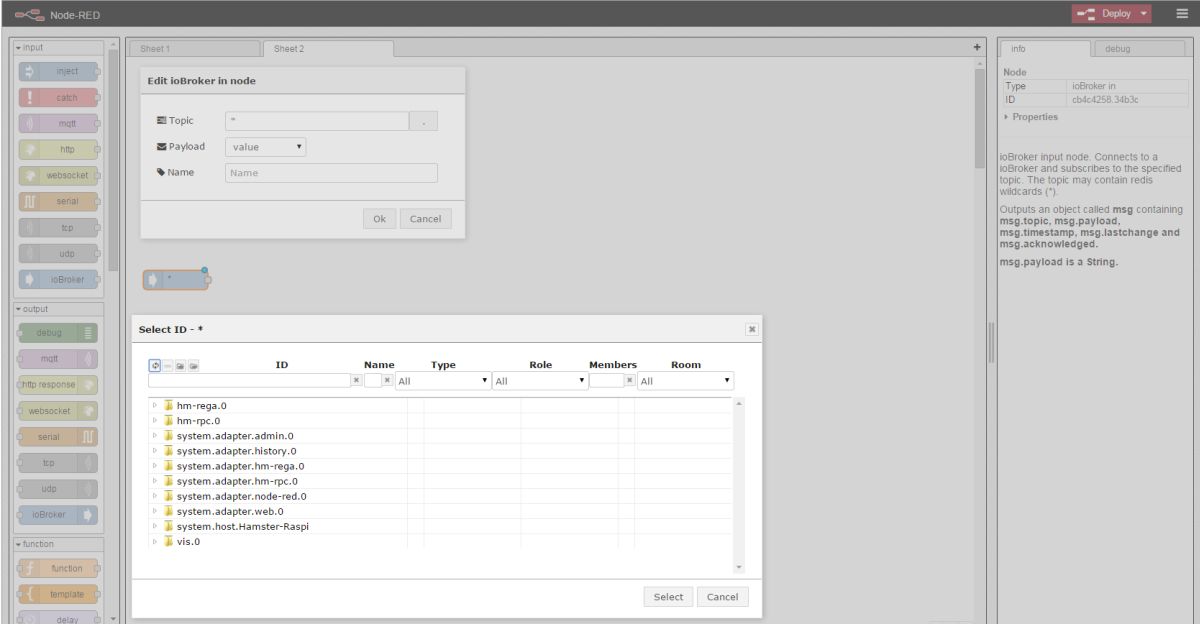 Node-RED
Deploy
input
inject
catch
mqtt
http
websocket
serial
tcp
udp
ioBroker
output
debug
mqtt
http response
websocket
serial
tcp
udp
ioBroker
function
function
template
delay
Sheet 1
Sheet 2
+
Edit ioBroker in node
Topic * .
Payload value
Name Name
Ok Cancel
*
Select ID - *
ID Name Type Role Members Room
All All All
hm-rega.0
hm-rpc.0
system.adapter.admin.0
system.adapter.history.0
system.adapter.hm-rega.0
system.adapter.hm-rpc.0
system.adapter.node-red.0
system.adapter.web.0
system.host.Hamster-Raspi
vis.0
Select Cancel
info debug
Node
Type ioBroker in
ID cb4c4258.34b3c
Properties
ioBroker input node. Connects to a
ioBroker and subscribes to the specified
topic. The topic may contain redis
wildcards (*).
Outputs an object called msg containing
msg.topic, msg.payload,
msg.timestamp, msg.lastchange and
msg.acknowledged.
msg.payload is a String.